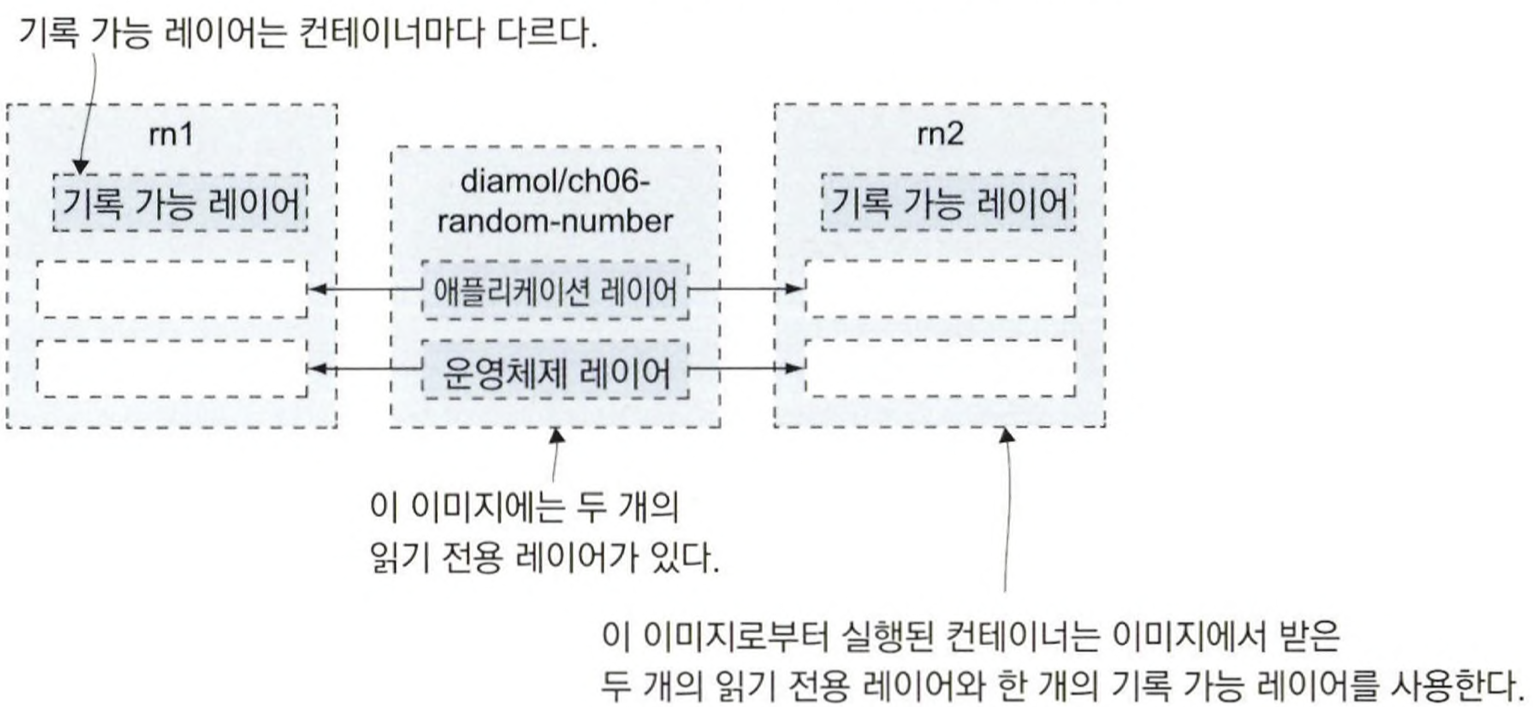 기록 가능 레이어는 컨테이너마다 다르다.
rn1
기록 가능 레이어
diamol/ch06-
random-number
애플리케이션 레이어
운영체제 레이어
rn2
기록 가능 레이어
이 이미지에는 두 개의
읽기 전용 레이어가 있다.
이 이미지로부터 실행된 컨테이너는 이미지에서 받은
두 개의 읽기 전용 레이어와 한 개의 기록 가능 레이어를 사용한다.